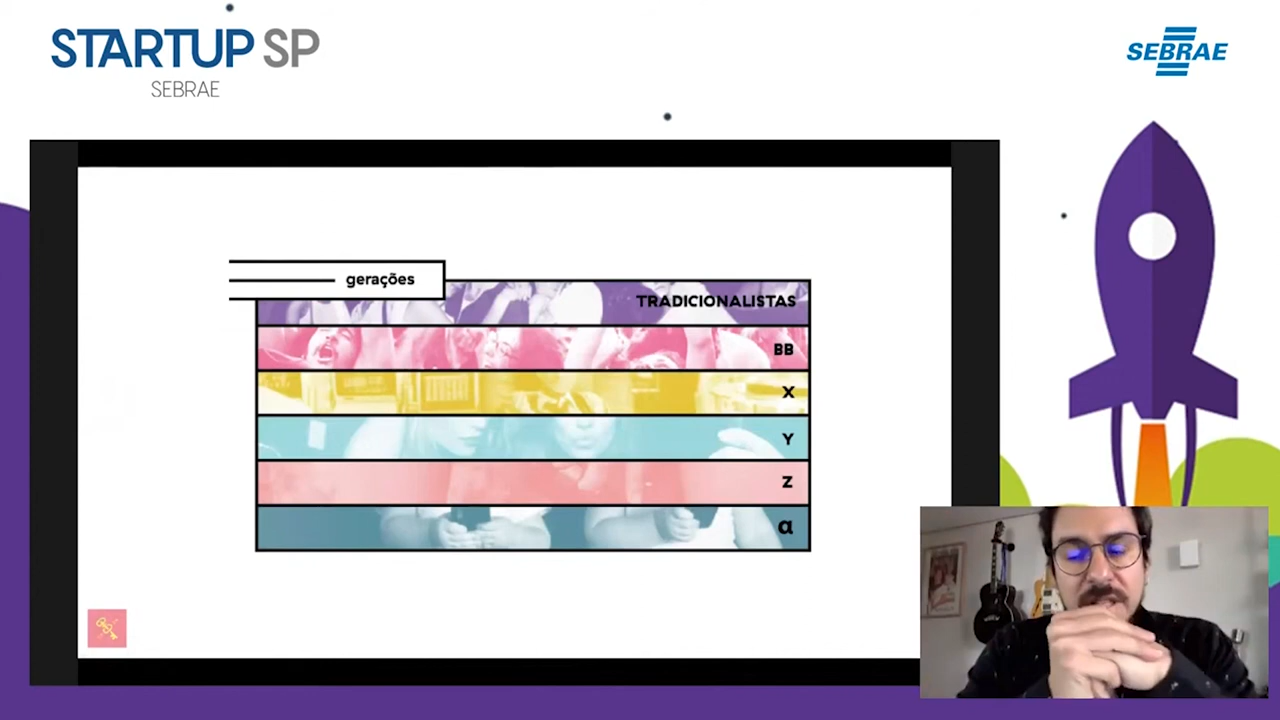 STARTUP SP
SEBRAE
SEBRAE
gerações
TRADICIONALISTAS
BB
X
Y
Z
α